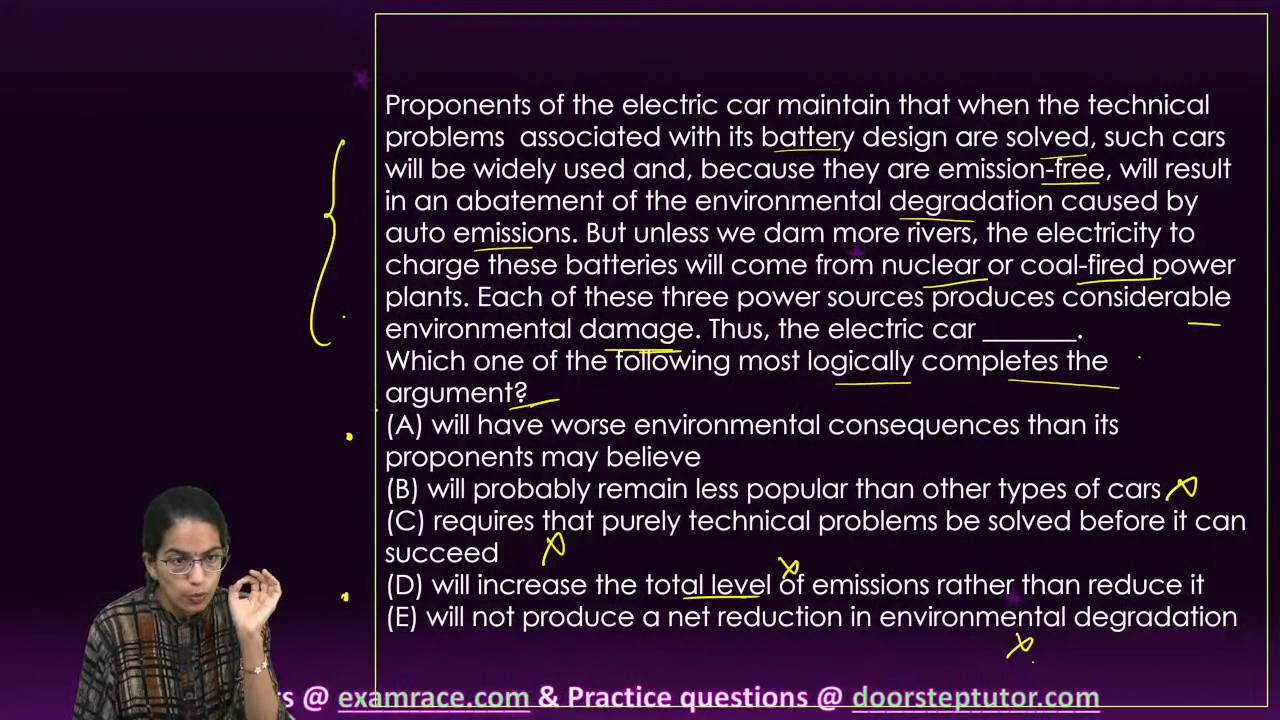 Proponents of the electric car maintain that when the technical
problems associated with its battery design are solved, such cars
will be widely used and, because they are emission-free, will result
in an abatement of the environmental degradation caused by
auto emissions. But unless we dam more rivers, the electricity to
charge these batteries will come from nuclear or coal-fired power
plants. Each of these three power sources produces considerable
environmental damage. Thus, the electric car _______.
Which one of the following most logically completes the
argument?
(A) will have worse environmental consequences than its
proponents may believe
(B) will probably remain less popular than other types of cars
(C) requires that purely technical problems be solved before it can
succeed
(D) will increase the total level of emissions rather than reduce it
(E) will not produce a net reduction in environmental degradation
s @ examrace.com & Practice questions @ doorsteptutor.com